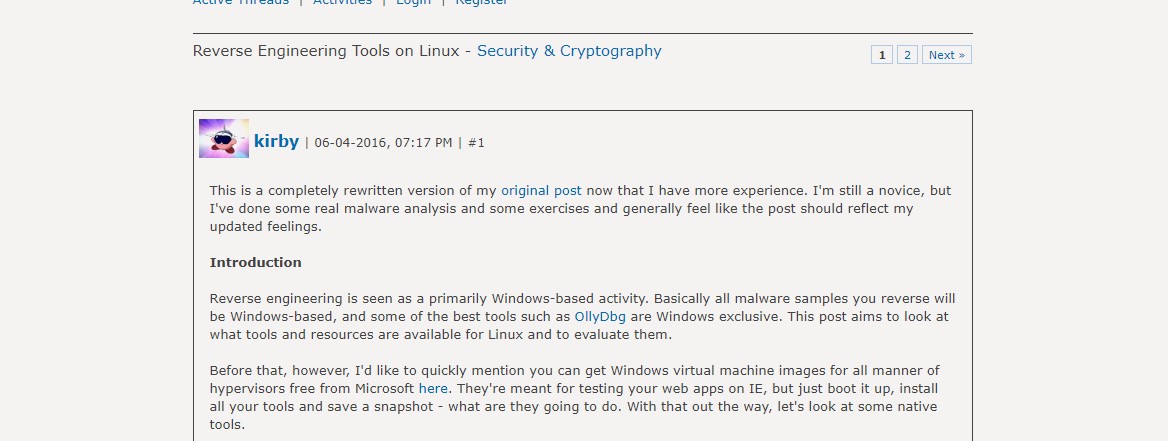 Active Threads | Activities | Login | Register
Reverse Engineering Tools on Linux - Security & Cryptography
1 2 Next »
kirby | 06-04-2016, 07:17 PM | #1
This is a completely rewritten version of my original post now that I have more experience. I'm still a novice, but
I've done some real malware analysis and some exercises and generally feel like the post should reflect my
updated feelings.
Introduction
Reverse engineering is seen as a primarily Windows-based activity. Basically all malware samples you reverse will
be Windows-based, and some of the best tools such as OllyDbg are Windows exclusive. This post aims to look at
what tools and resources are available for Linux and to evaluate them.
Before that, however, I'd like to quickly mention you can get Windows virtual machine images for all manner of
hypervisors free from Microsoft here. They're meant for testing your web apps on IE, but just boot it up, install
all your tools and save a snapshot - what are they going to do. With that out the way, let's look at some native
tools.